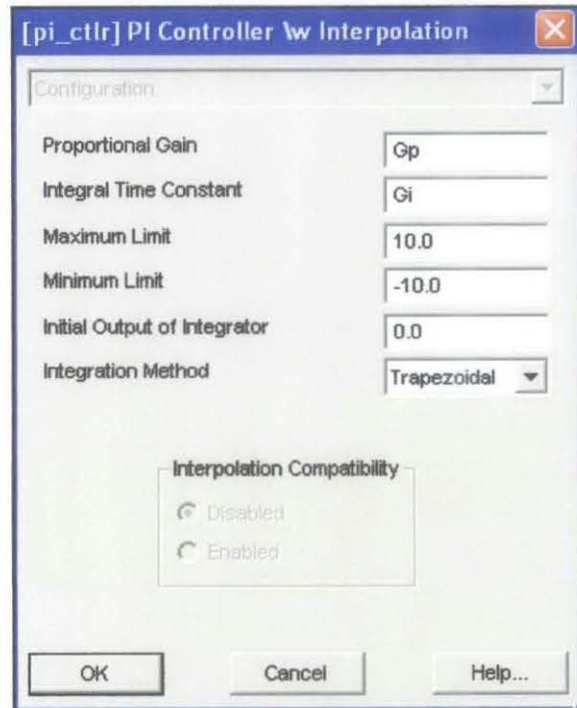 [pi_ctlr] PI Controller \w Interpolation
Configuration
Proportional Gain Gp
Integral Time Constant Gi
Maximum Limit 10.0
Minimum Limit -10.0
Initial Output of Integrator 0.0
Integration Method Trapezoidal
Interpolation Compatibility
Disabled
Enabled
OK Cancel Help...